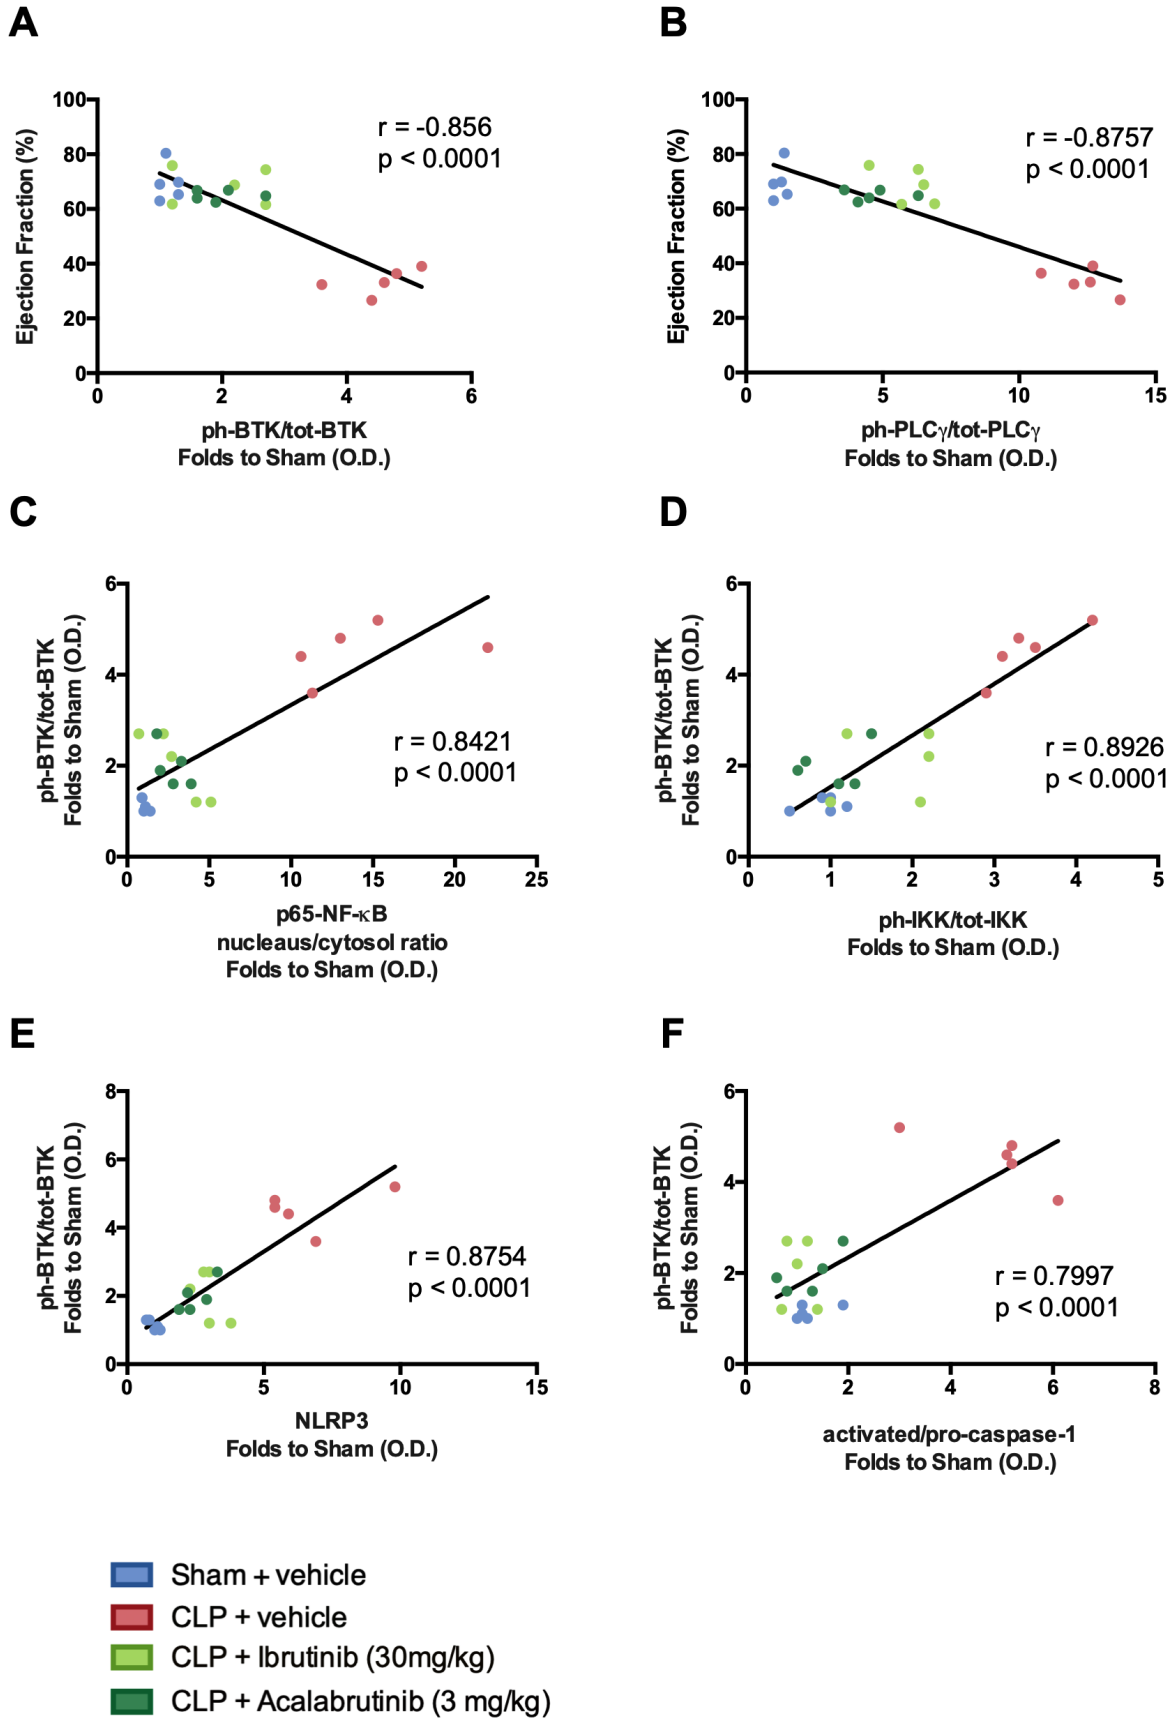 A
100
80
60
40
20
0
0 2 4 6
Ejection Fraction (%)
r = -0.856
p < 0.0001
ph-BTK/tot-BTK
Folds to Sham (O.D.)
B
100
80
60
40
20
0
0 5 10 15
Ejection Fraction (%)
r = -0.8757
p < 0.0001
ph-PLCγ/tot-PLCγ
Folds to Sham (O.D.)
C
6
4
2
0
0 5 10 15 20 25
ph-BTK/tot-BTK
Folds to Sham (O.D.)
r = 0.8421
p < 0.0001
p65-NF-κB
nucleaus/cytosol ratio
Folds to Sham (O.D.)
D
6
4
2
0
0 1 2 3 4 5
ph-BTK/tot-BTK
Folds to Sham (O.D.)
r = 0.8926
p < 0.0001
ph-IKK/tot-IKK
Folds to Sham (O.D.)
E
8
6
4
2
0
0 5 10 15
ph-BTK/tot-BTK
Folds to Sham (O.D.)
r = 0.8754
p < 0.0001
NLRP3
Folds to Sham (O.D.)
F
6
4
2
0
0 2 4 6 8
ph-BTK/tot-BTK
Folds to Sham (O.D.)
r = 0.7997
p < 0.0001
activated/pro-caspase-1
Folds to Sham (O.D.)
Sham + vehicle
CLP + vehicle
CLP + Ibrutinib (30mg/kg)
CLP + Acalabrutinib (3 mg/kg)